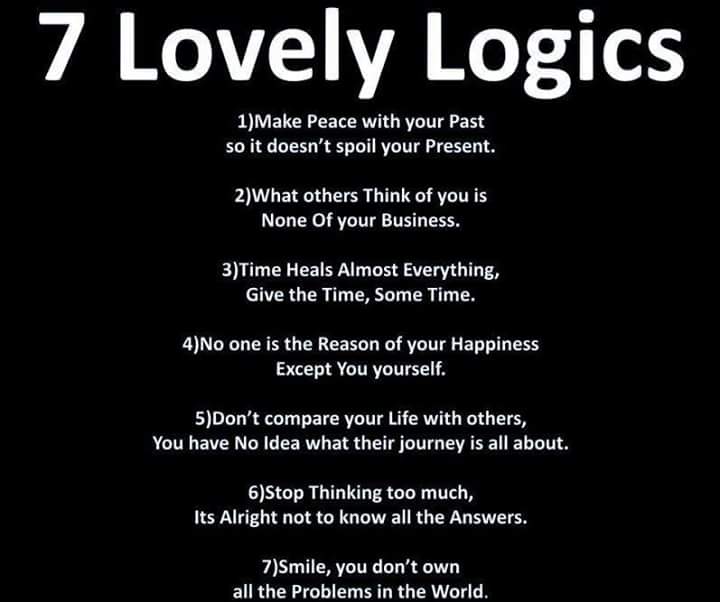 7 Lovely Logics
1)Make Peace with your Past
so it doesn’t spoil your Present.
2)What others Think of you is
None Of your Business.
3)Time Heals Almost Everything,
Give the Time, Some Time.
4)No one is the Reason of your Happiness
Except You yourself.
5)Don’t compare your Life with others,
You have No Idea what their journey is all about.
6)Stop Thinking too much,
Its Alright not to know all the Answers.
7)Smile, you don’t own
all the Problems in the World.